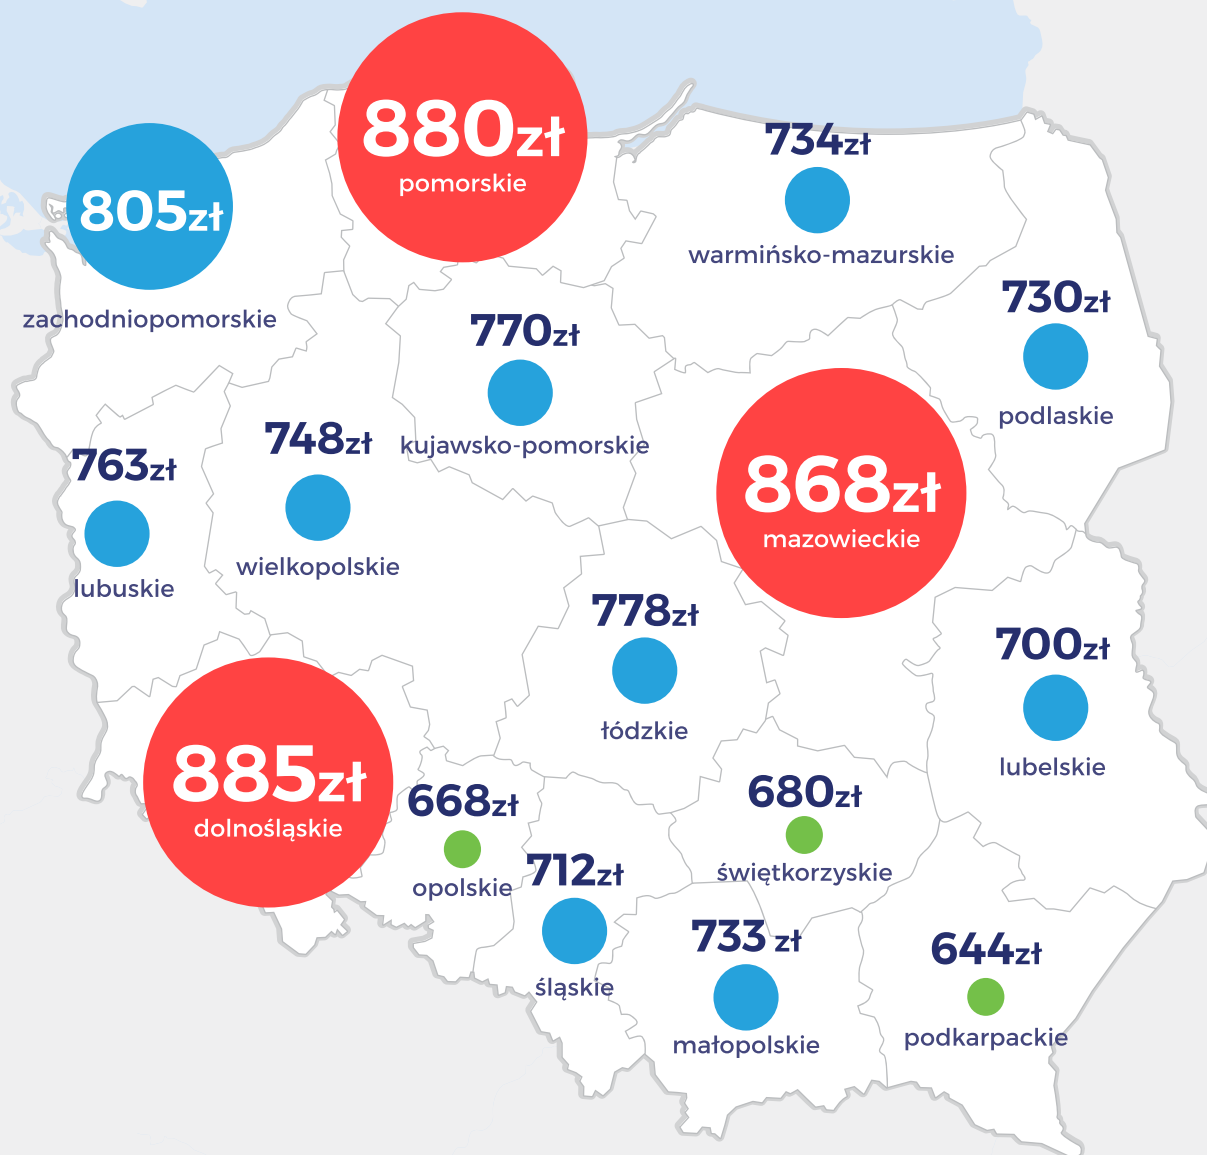 880zł
pomorskie
734zł
warmińsko-mazurskie
805zł
zachodniopomorskie
730zł
podlaskie
770zł
kujawsko-pomorskie
748zł
wielkopolskie
763zł
lubuskie
868zł
mazowieckie
778zł
łódzkie
700zł
lubelskie
885zł
dolnośląskie
668zł
opolskie
680zł
świętkorzyskie
712zł
śląskie
733 zł
małopolskie
644zł
podkarpackie